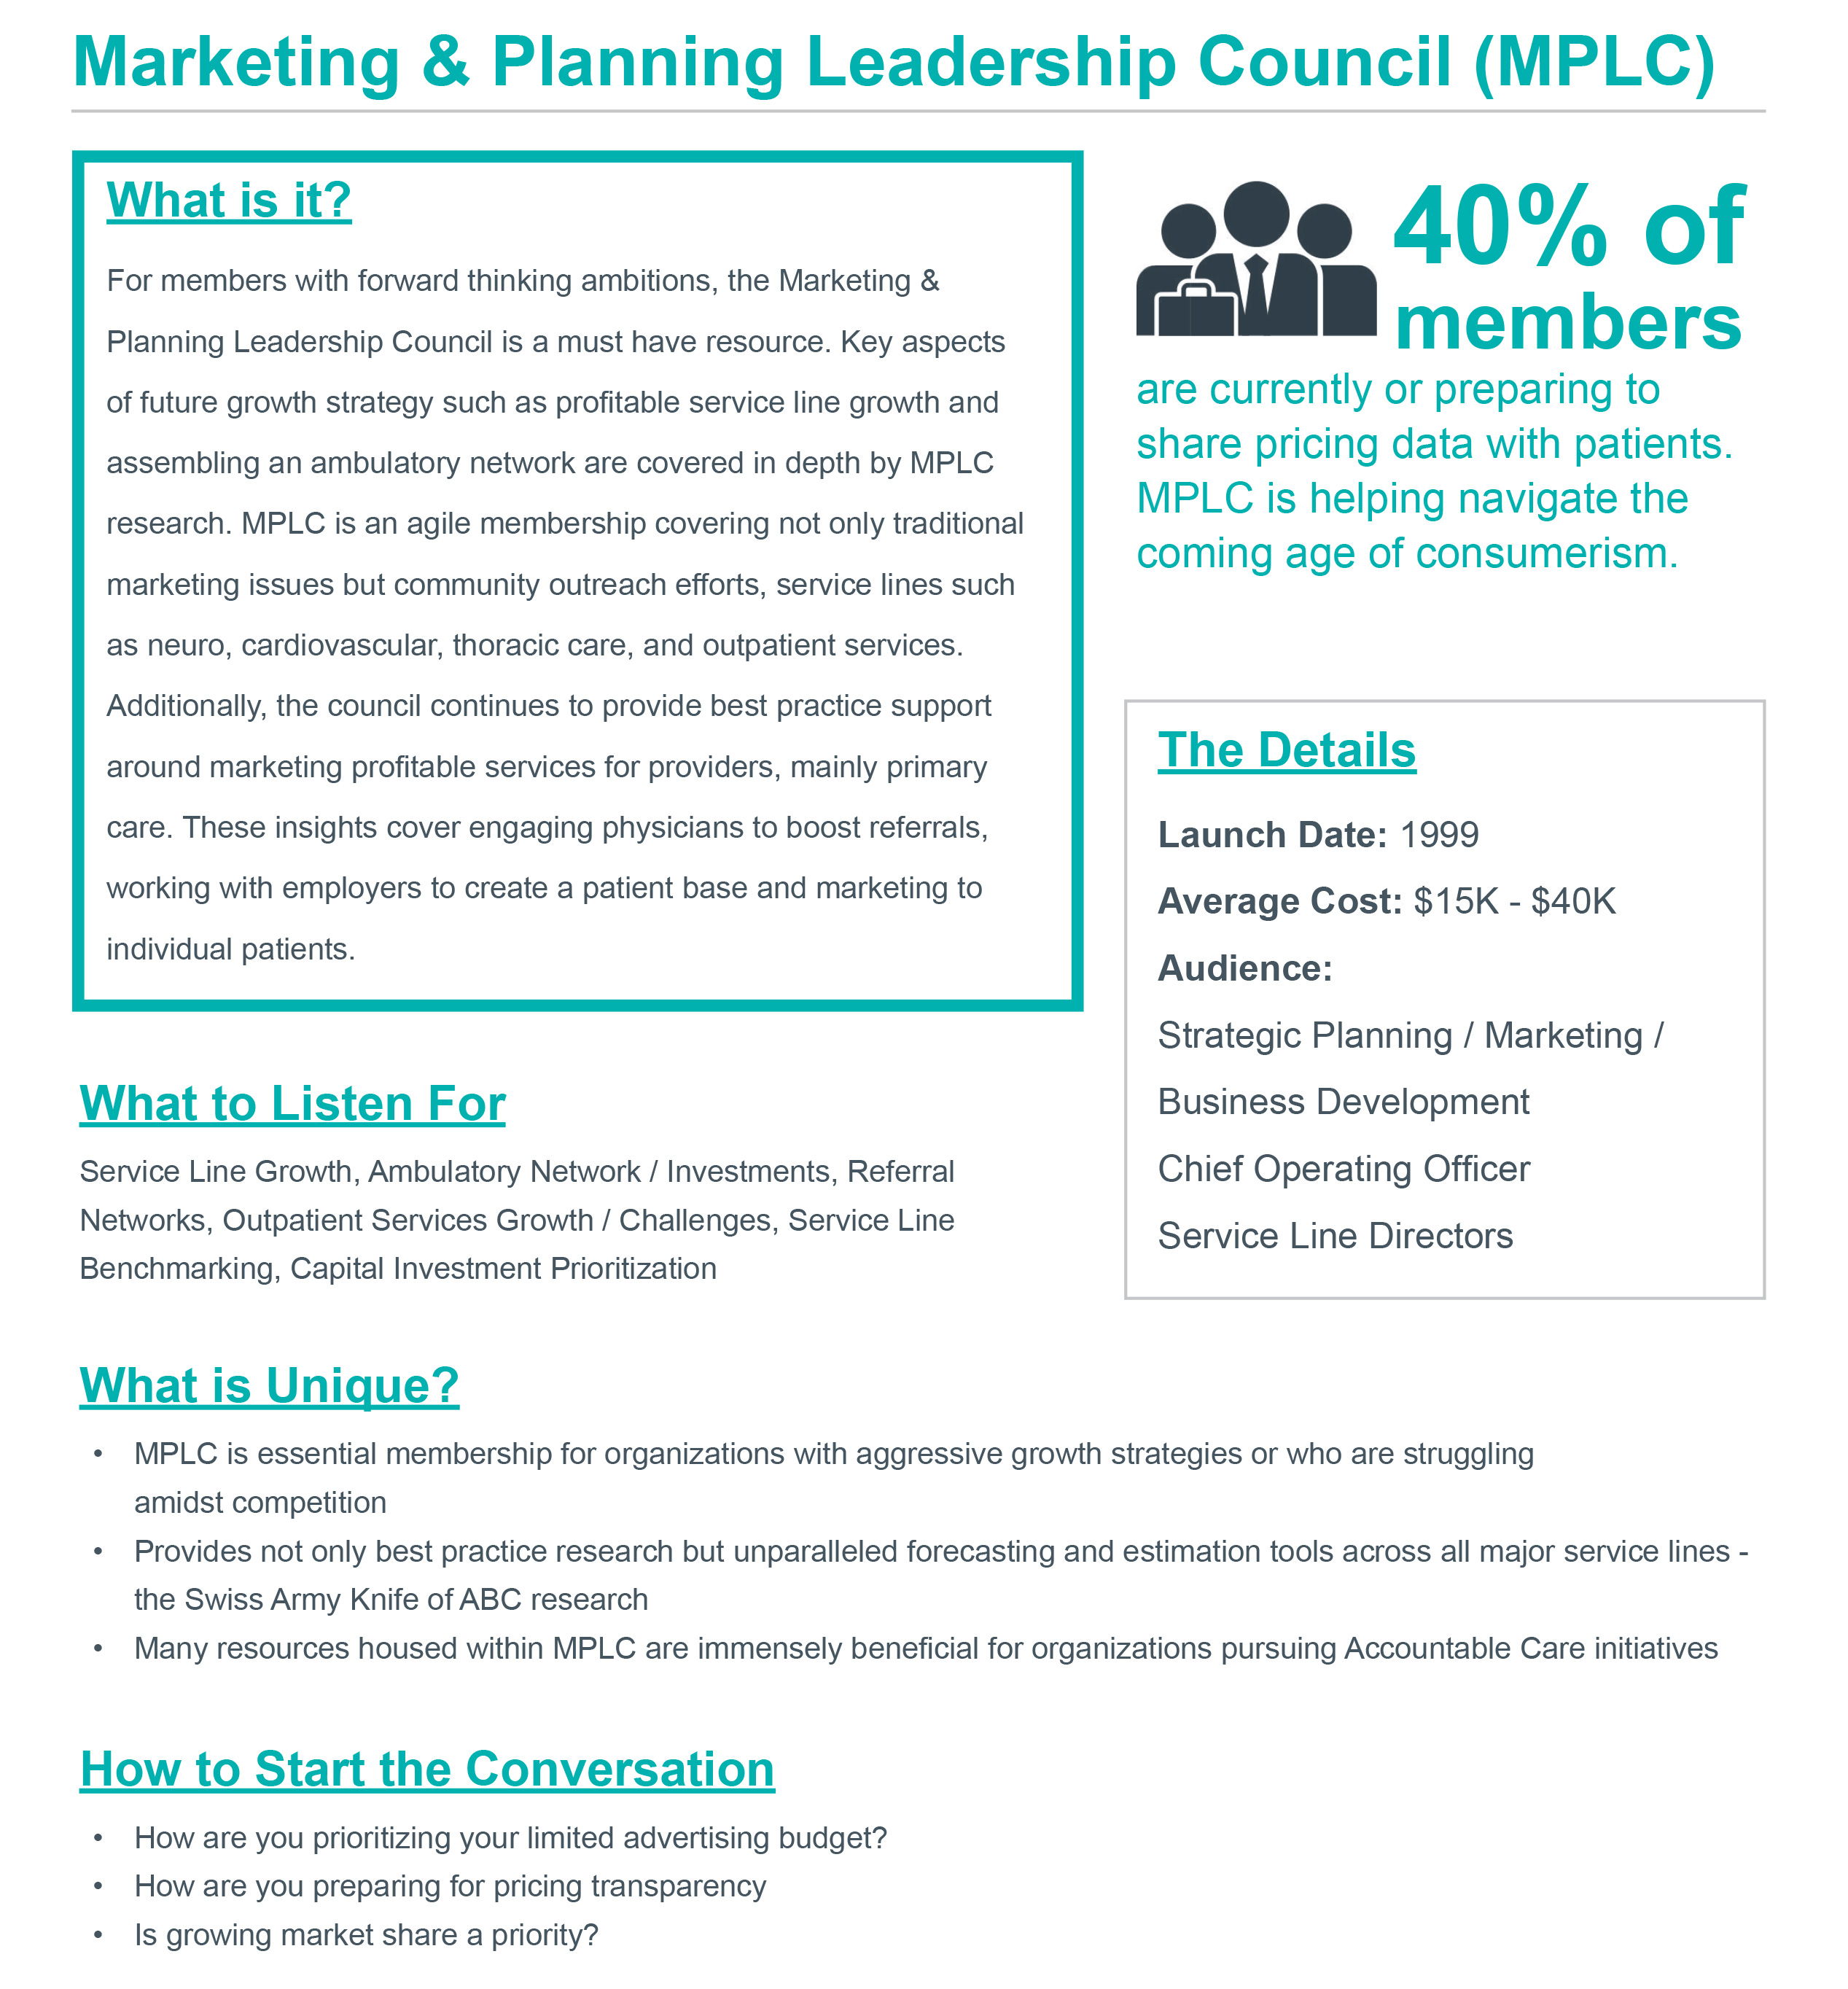 Marketing & Planning Leadership Council (MPLC)
What is it?
For members with forward thinking ambitions, the Marketing &
Planning Leadership Council is a must have resource. Key aspects
of future growth strategy such as profitable service line growth and
assembling an ambulatory network are covered in depth by MPLC
research. MPLC is an agile membership covering not only traditional
marketing issues but community outreach efforts, service lines such
as neuro, cardiovascular, thoracic care, and outpatient services.
Additionally, the council continues to provide best practice support
around marketing profitable services for providers, mainly primary
care. These insights cover engaging physicians to boost referrals,
working with employers to create a patient base and marketing to
individual patients.
40% of
members
are currently or preparing to
share pricing data with patients.
MPLC is helping navigate the
coming age of consumerism.
The Details
Launch Date: 1999
Average Cost: $15K - $40K
Audience:
Strategic Planning / Marketing /
Business Development
Chief Operating Officer
Service Line Directors
What to Listen For
Service Line Growth, Ambulatory Network / Investments, Referral
Networks, Outpatient Services Growth / Challenges, Service Line
Benchmarking, Capital Investment Prioritization
What is Unique?
• MPLC is essential membership for organizations with aggressive growth strategies or who are struggling
amidst competition
• Provides not only best practice research but unparalleled forecasting and estimation tools across all major service lines -
the Swiss Army Knife of ABC research
• Many resources housed within MPLC are immensely beneficial for organizations pursuing Accountable Care initiatives
How to Start the Conversation
• How are you prioritizing your limited advertising budget?
• How are you preparing for pricing transparency
• Is growing market share a priority?